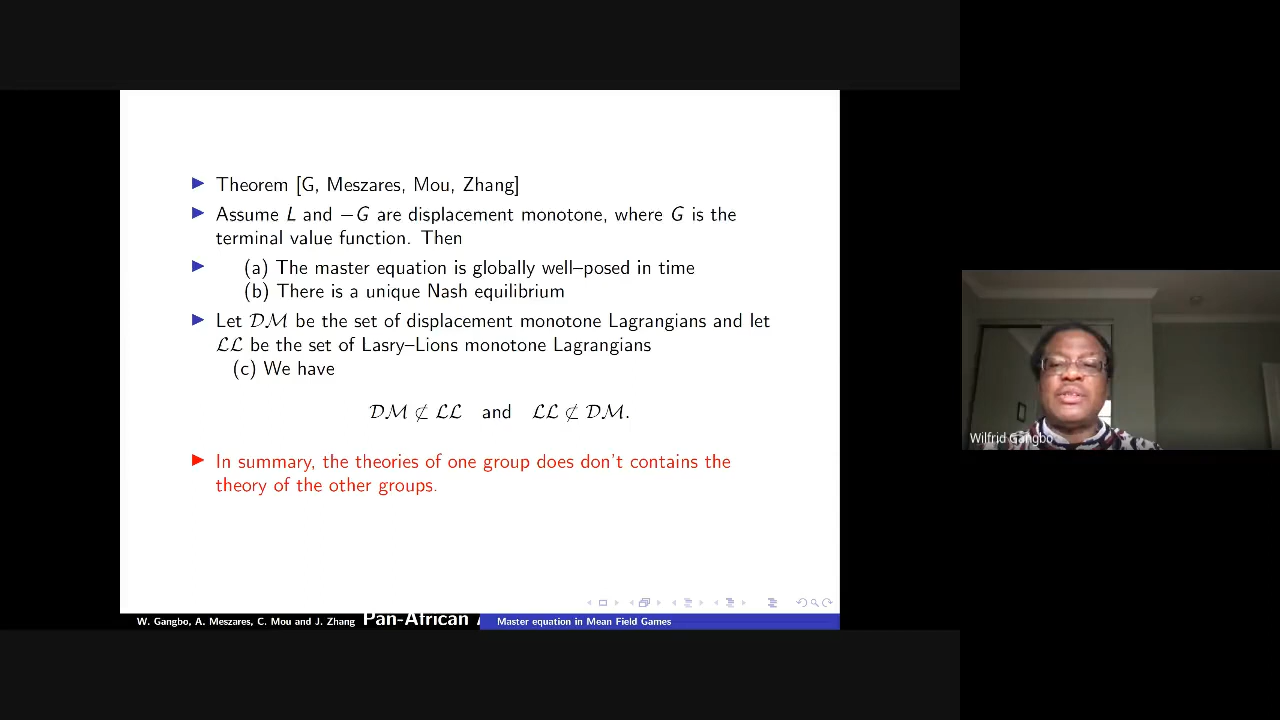 ▶ Theorem [G, Meszares, Mou, Zhang]
▶ Assume L and −G are displacement monotone, where G is the
terminal value function. Then
▶ (a) The master equation is globally well–posed in time
(b) There is a unique Nash equilibrium
▶ Let 𝒟ℳ be the set of displacement monotone Lagrangians and let
ℒℒ be the set of Lasry–Lions monotone Lagrangians
(c) We have
𝒟ℳ ⊄ ℒℒ and ℒℒ ⊄ 𝒟ℳ.
▶ In summary, the theories of one group does don't contains the
theory of the other groups.
W. Gangbo, A. Meszares, C. Mou and J. Zhang Pan-African Master equation in Mean Field Games
Wilfrid Gangbo